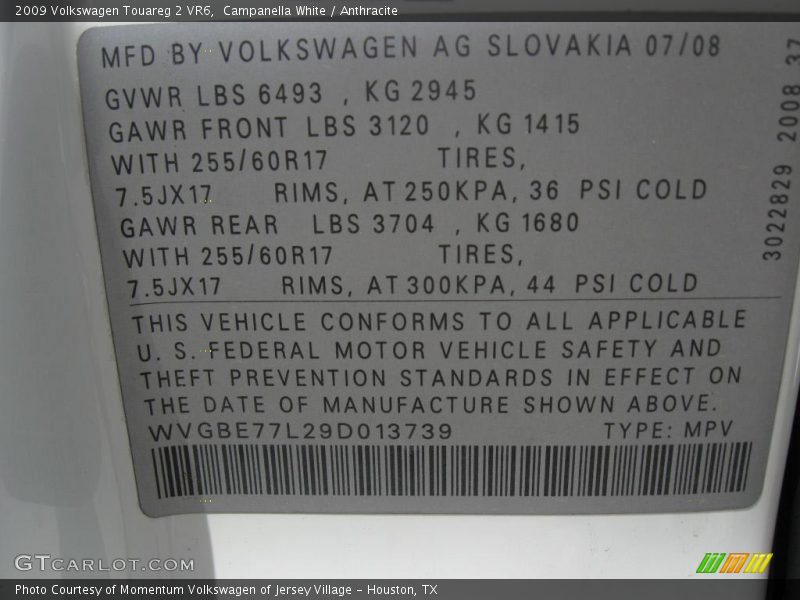 2009 Volkswagen Touareg 2 VR6, Campanella White / Anthracite
MFD BY VOLKSWAGEN AG SLOVAKIA 07/08
GVWR LBS 6493 , KG 2945
GAWR FRONT LBS 3120 , KG 1415
WITH 255/60R17 TIRES,
7.5JX17 RIMS, AT 250KPA, 36 PSI COLD
GAWR REAR LBS 3704 , KG 1680
WITH 255/60R17 TIRES,
7.5JX17 RIMS, AT 300KPA, 44 PSI COLD
THIS VEHICLE CONFORMS TO ALL APPLICABLE
U. S. FEDERAL MOTOR VEHICLE SAFETY AND
THEFT PREVENTION STANDARDS IN EFFECT ON
THE DATE OF MANUFACTURE SHOWN ABOVE.
WVGBE77L29D013739 TYPE: MPV
3022829 2008 37
GTCARLOT.COM
Photo Courtesy of Momentum Volkswagen of Jersey Village - Houston, TX